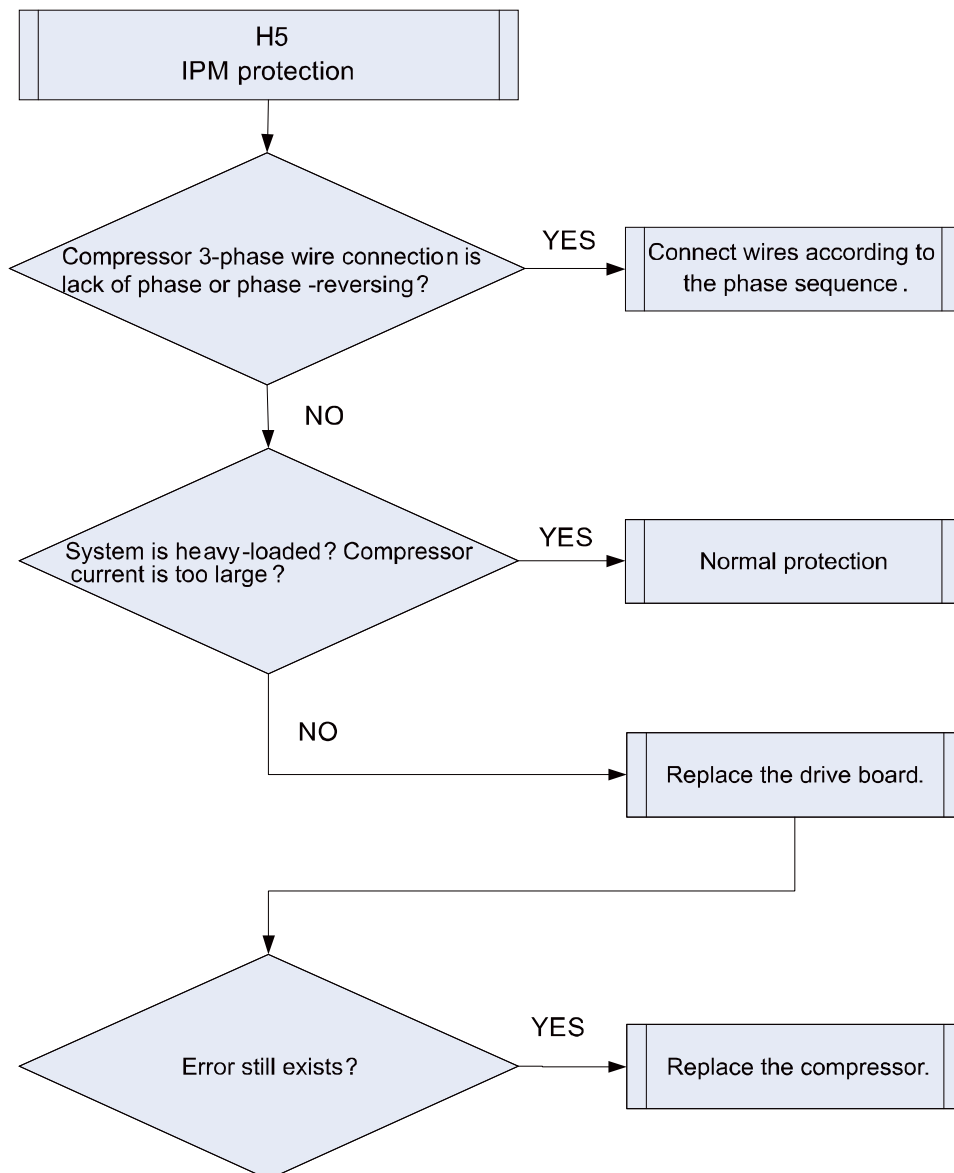 H5
IPM protection
Compressor 3-phase wire connection is
lack of phase or phase -reversing?
YES
Connect wires according to
the phase sequence.
NO
System is heavy-loaded? Compressor
current is too large?
YES
Normal protection
NO
Replace the drive board.
Error still exists?
YES
Replace the compressor.